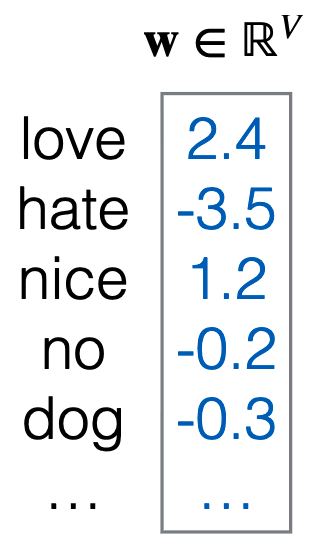 𝐰 ∈ ℝ^V
love 2.4
hate -3.5
nice 1.2
no -0.2
dog -0.3
... ...